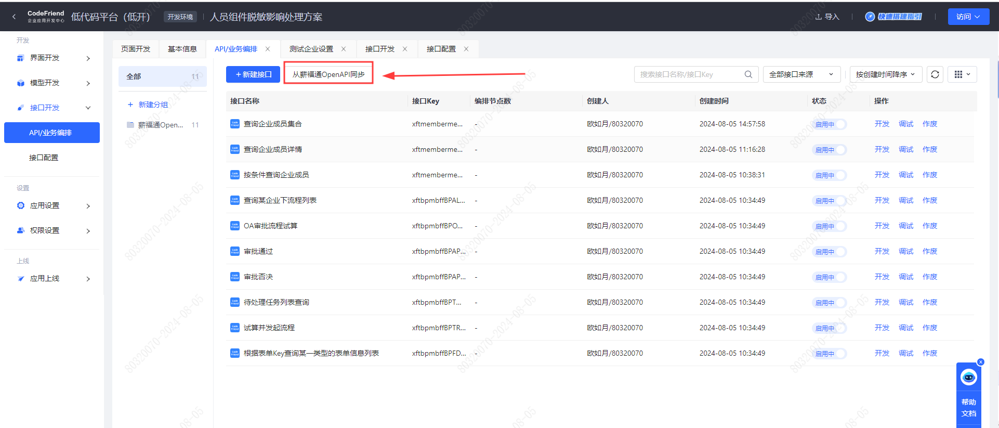 CodeFriend
企业应用开发中心
低代码平台（低开）
开发环境
人员组件脱敏影响处理方案
导入
快速搭建指引
访问
开发
界面开发
模型开发
接口开发
API/业务编排
接口配置
设置
应用设置
权限设置
上线
应用上线
页面开发
基本信息
API/业务编排
测试企业设置
接口开发
接口配置
全部 11
+ 新建分组
薪福通Open... 11
+新建接口
从薪福通OpenAPI同步
搜索接口名称/接口Key
全部接口来源
按创建时间降序
接口名称 接口Key 编排节点数 创建人 创建时间 状态 操作
查询企业成员集合 xftmemberme... - 欧如月/80320070 2024-08-05 14:57:58 启用中 开发 调试 作废
查询企业成员详情 xftmemberme... - 欧如月/80320070 2024-08-05 11:16:28 启用中 开发 调试 作废
按条件查询企业成员 xftmemberme... - 欧如月/80320070 2024-08-05 10:38:31 启用中 开发 调试 作废
查询某企业下流程列表 xftbpmbffBPAL... - 欧如月/80320070 2024-08-05 10:34:49 启用中 开发 调试 作废
OA审批流程试算 xftbpmbffBPO... - 欧如月/80320070 2024-08-05 10:34:49 启用中 开发 调试 作废
审批通过 xftbpmbffBPAP... - 欧如月/80320070 2024-08-05 10:34:49 启用中 开发 调试 作废
审批否决 xftbpmbffBPAP... - 欧如月/80320070 2024-08-05 10:34:49 启用中 开发 调试 作废
待处理任务列表查询 xftbpmbffBPT... - 欧如月/80320070 2024-08-05 10:34:49 启用中 开发 调试 作废
试算并发起流程 xftbpmbffBPTR... - 欧如月/80320070 2024-08-05 10:34:49 启用中 开发 调试 作废
根据表单Key查询某一类型的表单信息列表 xftbpmbffBPFD... - 欧如月/80320070 2024-08-05 10:34:49 启用中 开发 调试 作废
帮助
文档
80320070-2024-08-05